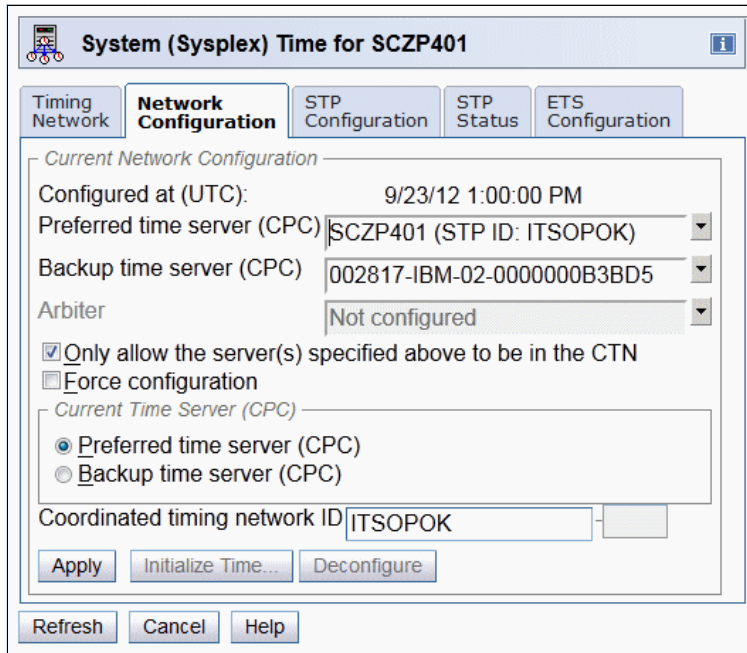 System (Sysplex) Time for SCZP401
i
Timing Network
Network Configuration
STP Configuration
STP Status
ETS Configuration
Current Network Configuration
Configured at (UTC): 9/23/12 1:00:00 PM
Preferred time server (CPC) SCZP401 (STP ID: ITSOPOK)
Backup time server (CPC) 002817-IBM-02-0000000B3BD5
Arbiter Not configured
Only allow the server(s) specified above to be in the CTN
Force configuration
Current Time Server (CPC)
Preferred time server (CPC)
Backup time server (CPC)
Coordinated timing network ID ITSOPOK -
Apply Initialize Time... Deconfigure
Refresh Cancel Help